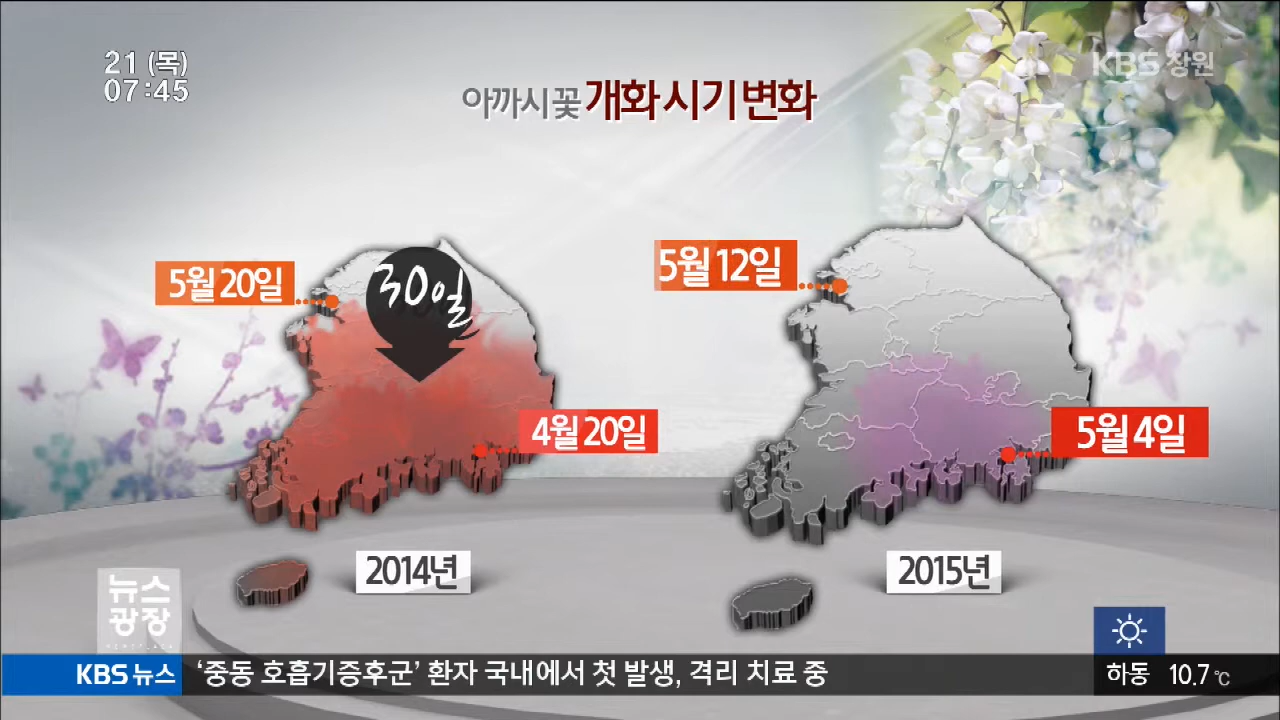 21 (목)
07:45
KBS 창원
아까시꽃 개화 시기 변화
5월 20일
30일
4월 20일
2014년
5월 12일
5월 4일
2015년
뉴스
광장
KBS 뉴스
‘중동 호흡기증후군’ 환자 국내에서 첫 발생, 격리 치료 중
하동 10.7℃